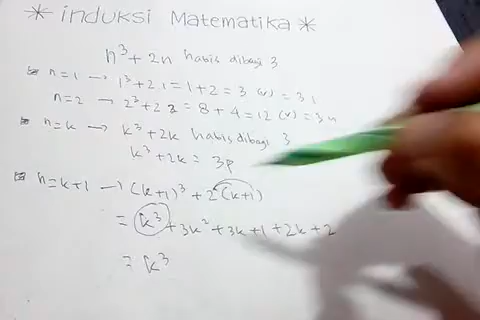 * Induksi Matematika *
n³ + 2n habis dibagi 3
n=1 → 1³ + 2.1 = 1 + 2 = 3 (v) = 3.1
n=2 → 2³ + 2 2 = 8 + 4 = 12 (v) = 3.4
n=k → k³ + 2k habis dibagi 3
k³ + 2k = 3p
n=k+1 → (k+1)³ + 2(k+1)
= k³ + 3k² + 3k + 1 + 2k + 2
= k³